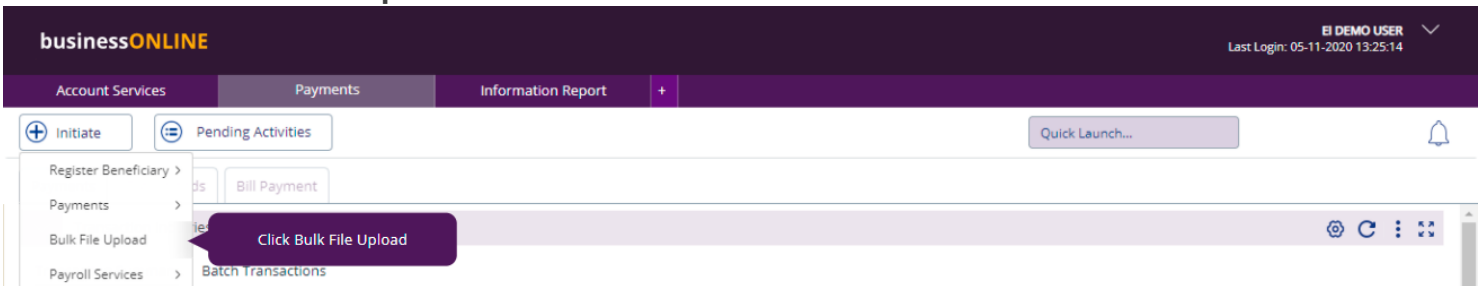 businessONLINE
EI DEMO USER
Last Login: 05-11-2020 13:25:14
Account Services
Payments
Information Report
+
Initiate
Pending Activities
Quick Launch...
Register Beneficiary >
ds
Bill Payment
Payments >
Bulk File Upload
Click Bulk File Upload
Payroll Services >
Batch Transactions